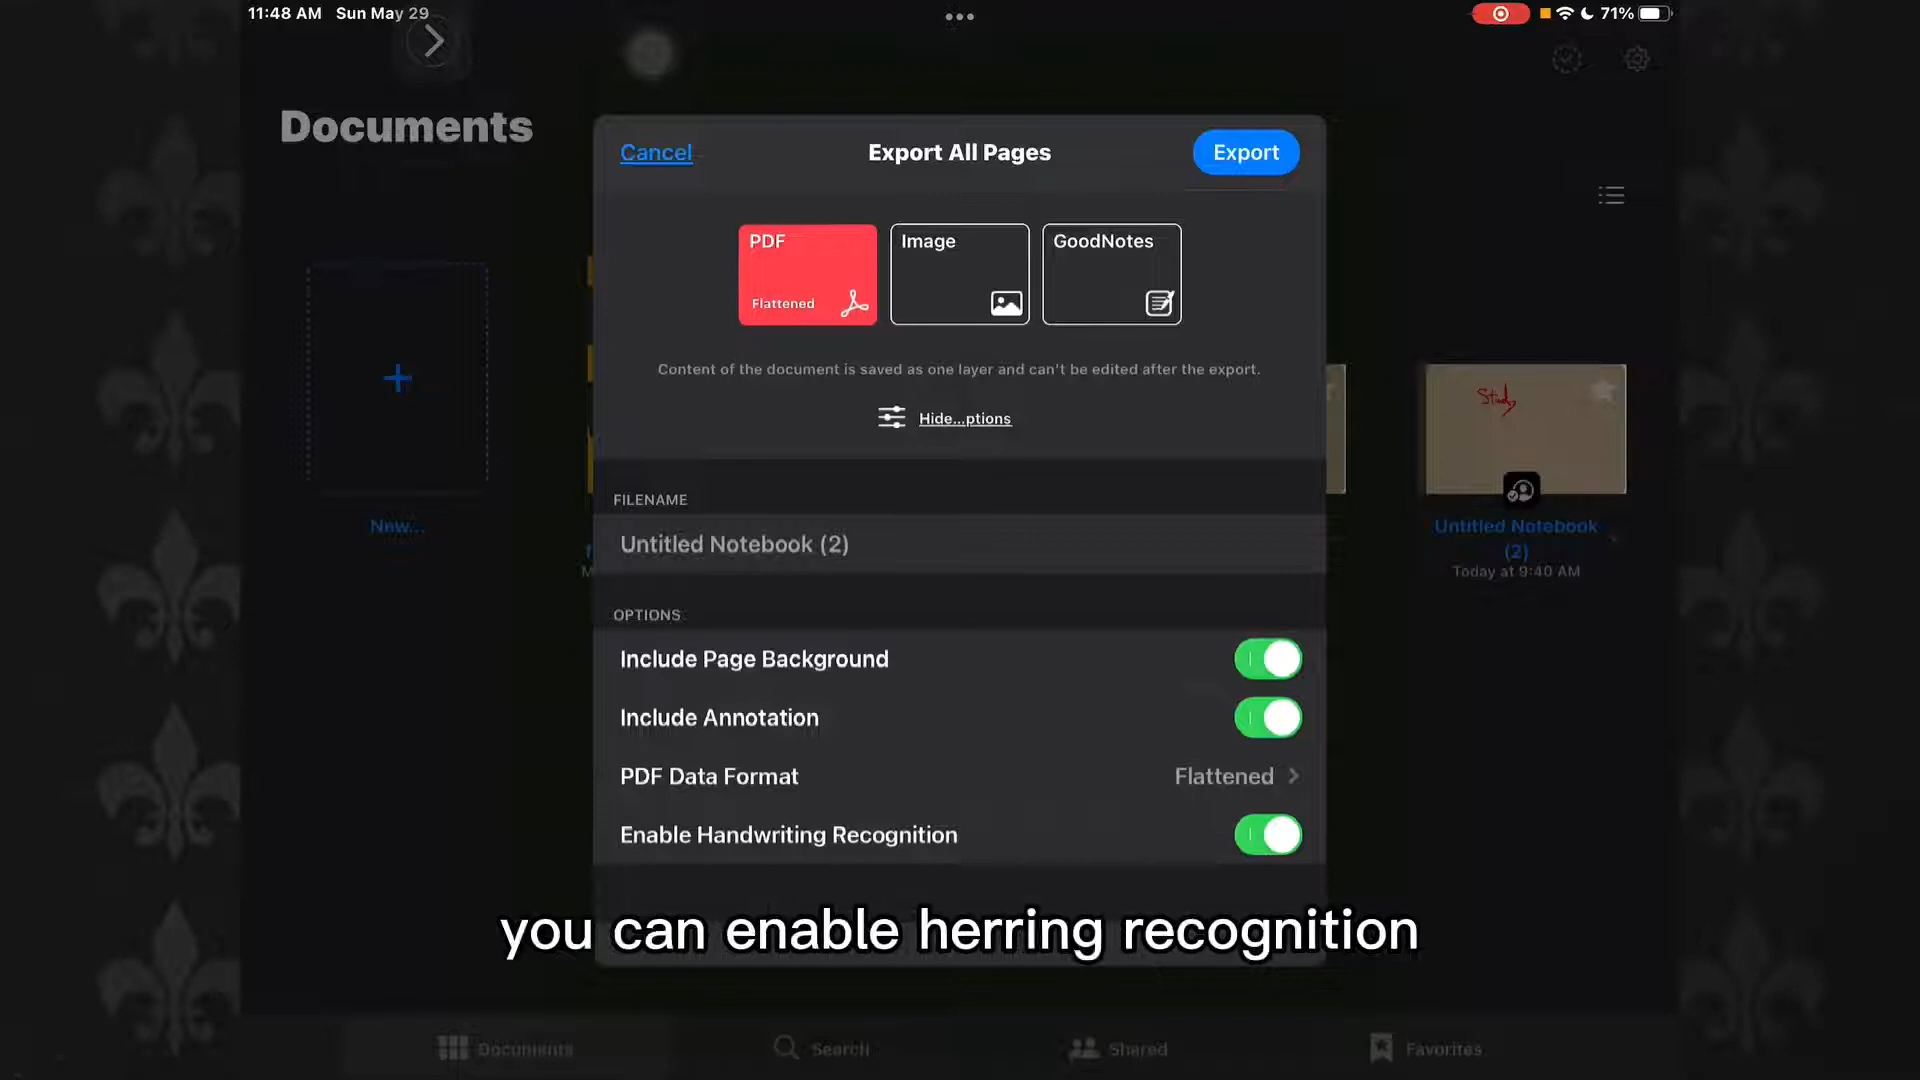 11:48 AM Sun May 29
71%
Documents
Cancel
Export All Pages
Export
PDF
Flattened
Image
GoodNotes
Content of the document is saved as one layer and can't be edited after the export.
Hide...ptions
FILENAME
Untitled Notebook (2)
OPTIONS
Include Page Background
Include Annotation
PDF Data Format
Flattened
Enable Handwriting Recognition
New...
Study
Untitled Notebook
(2)
Today at 9:40 AM
you can enable herring recognition
Documents
Search
Shared
Favorites